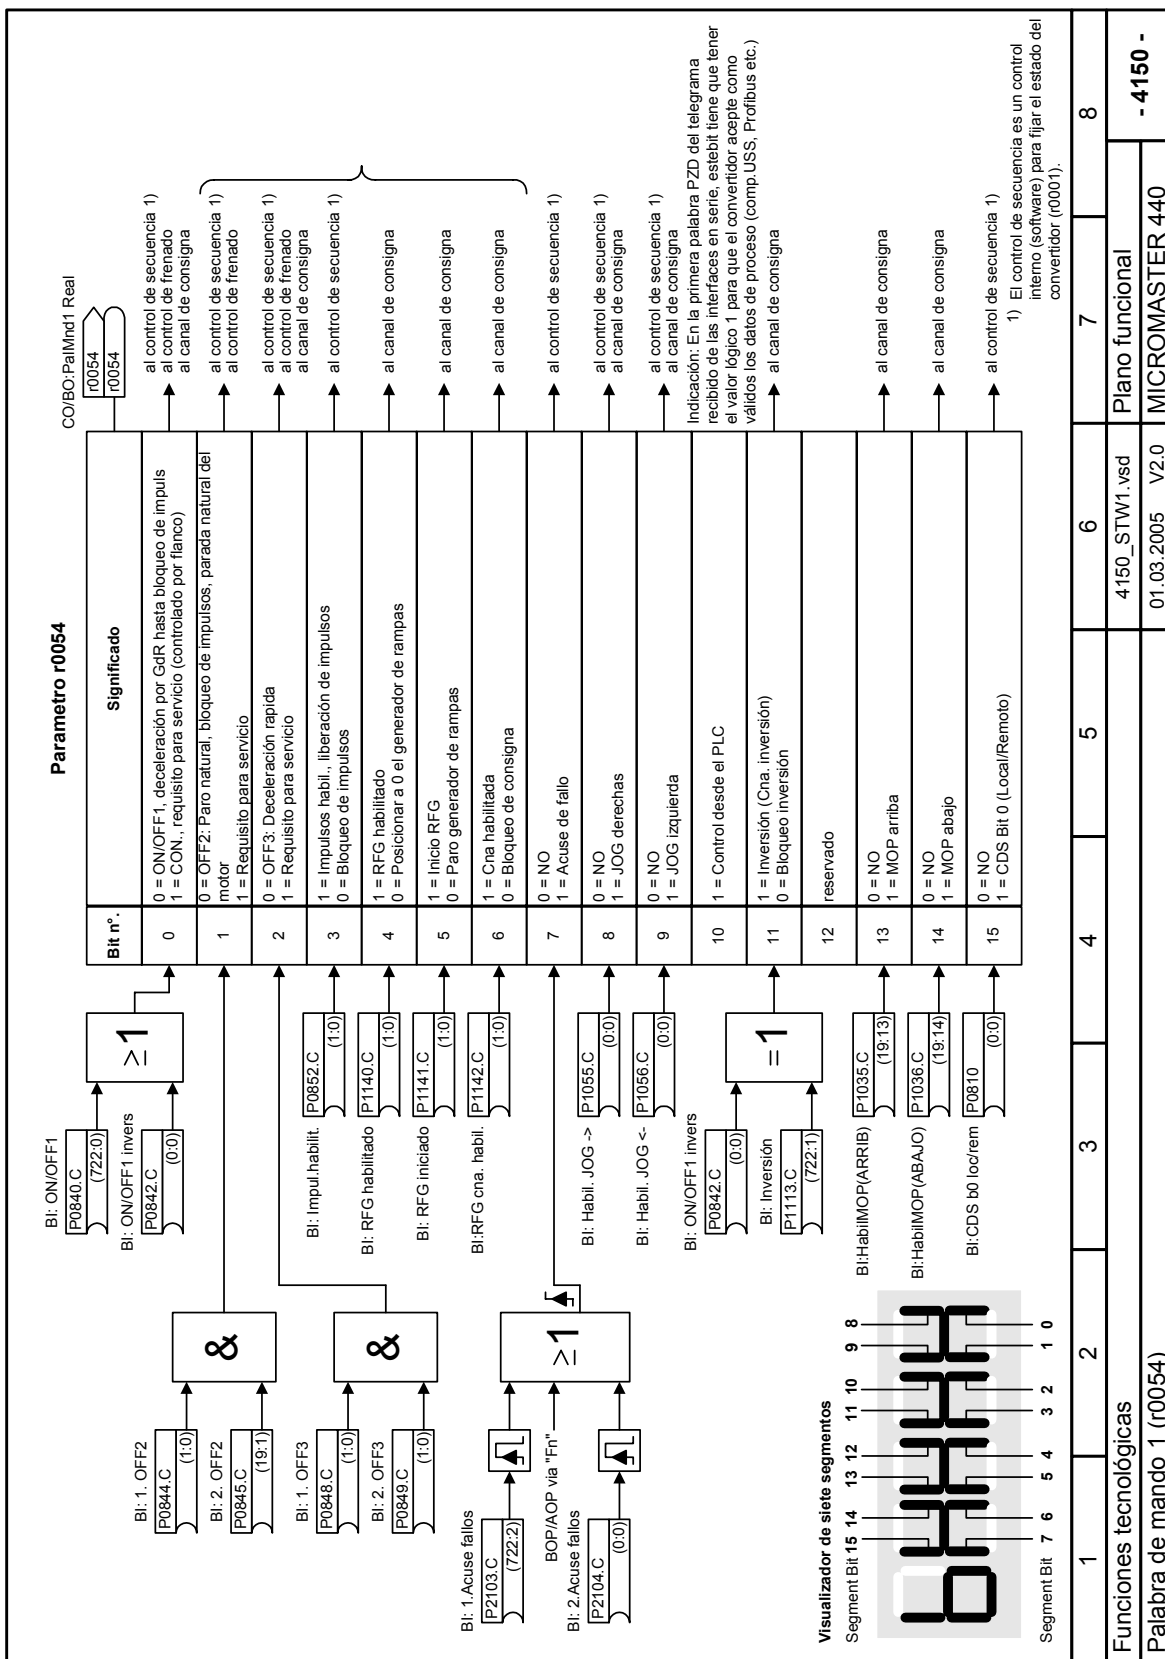 Parametro r0054
CO/BO:PalMnd1 Real
r0054
r0054
Bit n°.
Significado
BI: ON/OFF1
P0840.C
(722:0)
BI: ON/OFF1 invers
P0842.C
(0:0)
≥1
0
0 = ON/OFF1, deceleración por GdR hasta bloqueo de impuls
1 = CON., requisito para servicio (controlado por flanco)
al control de secuencia 1)
al control de frenado
al canal de consigna
BI: 1. OFF2
P0844.C
(1:0)
BI: 2. OFF2
P0845.C
(19:1)
&
1
0 = OFF2: Paro natural, bloqueo de impulsos, parada natural del
motor
1 = Requisito para servicio
al control de secuencia 1)
al control de frenado
BI: 1. OFF3
P0848.C
(1:0)
BI: 2. OFF3
P0849.C
(1:0)
&
2
0 = OFF3: Deceleración rapida
1 = Requisito para servicio
al control de secuencia 1)
al control de frenado
al canal de consigna
BI: Impul.habilit.
P0852.C
(1:0)
3
1 = Impulsos habil., liberación de impulsos
0 = Bloqueo de impulsos
al control de secuencia 1)
BI: RFG habilitado
P1140.C
(1:0)
4
1 = RFG habilitado
0 = Posicionar a 0 el generador de rampas
al canal de consigna
BI: RFG iniciado
P1141.C
(1:0)
5
1 = Inicio RFG
0 = Paro generador de rampas
al canal de consigna
BI:RFG cna. habil.
P1142.C
(1:0)
6
1 = Cna habilitada
0 = Bloqueo de consigna
al canal de consigna
BI: 1.Acuse fallos
P2103.C
(722:2)
BOP/AOP via "Fn"
BI: 2.Acuse fallos
P2104.C
(0:0)
≥1
7
0 = NO
1 = Acuse de fallo
al control de secuencia 1)
BI: Habil. JOG ->
P1055.C
(0:0)
8
0 = NO
1 = JOG derechas
al control de secuencia 1)
al canal de consigna
BI: Habil. JOG <-
P1056.C
(0:0)
9
0 = NO
1 = JOG izquierda
al control de secuencia 1)
al canal de consigna
10
1 = Control desde el PLC
Indicación: En la primera palabra PZD del telegrama
recibido de las interfaces en serie, estebit tiene que tener
el valor lógico 1 para que el convertidor acepte como
válidos los datos de proceso (comp.USS, Profibus etc.)
BI: ON/OFF1 invers
P0842.C
(0:0)
BI: Inversión
P1113.C
(722:1)
=1
11
1 = Inversión (Cna. inversión)
0 = Bloqueo inversión
al canal de consigna
12
reservado
BI:HabilMOP(ARRIB)
P1035.C
(19:13)
13
0 = NO
1 = MOP arriba
al canal de consigna
BI:HabilMOP(ABAJO)
P1036.C
(19:14)
14
0 = NO
1 = MOP abajo
al canal de consigna
BI:CDS b0 loc/rem
P0810
(0:0)
15
0 = NO
1 = CDS Bit 0 (Local/Remoto)
al control de secuencia 1)
1) El control de secuencia es un control
interno (software) para fijar el estado del
convertidor (r0001).
Visualizador de siete segmentos
Segment Bit 15 14 13 12 11 10 9 8
Segment Bit 7 6 5 4 3 2 1 0
1 2 3 4 5 6 7 8
Funciones tecnológicas
4150_STW1.vsd
Plano funcional
- 4150 -
Palabra de mando 1 (r0054)
01.03.2005 V2.0
MICROMASTER 440